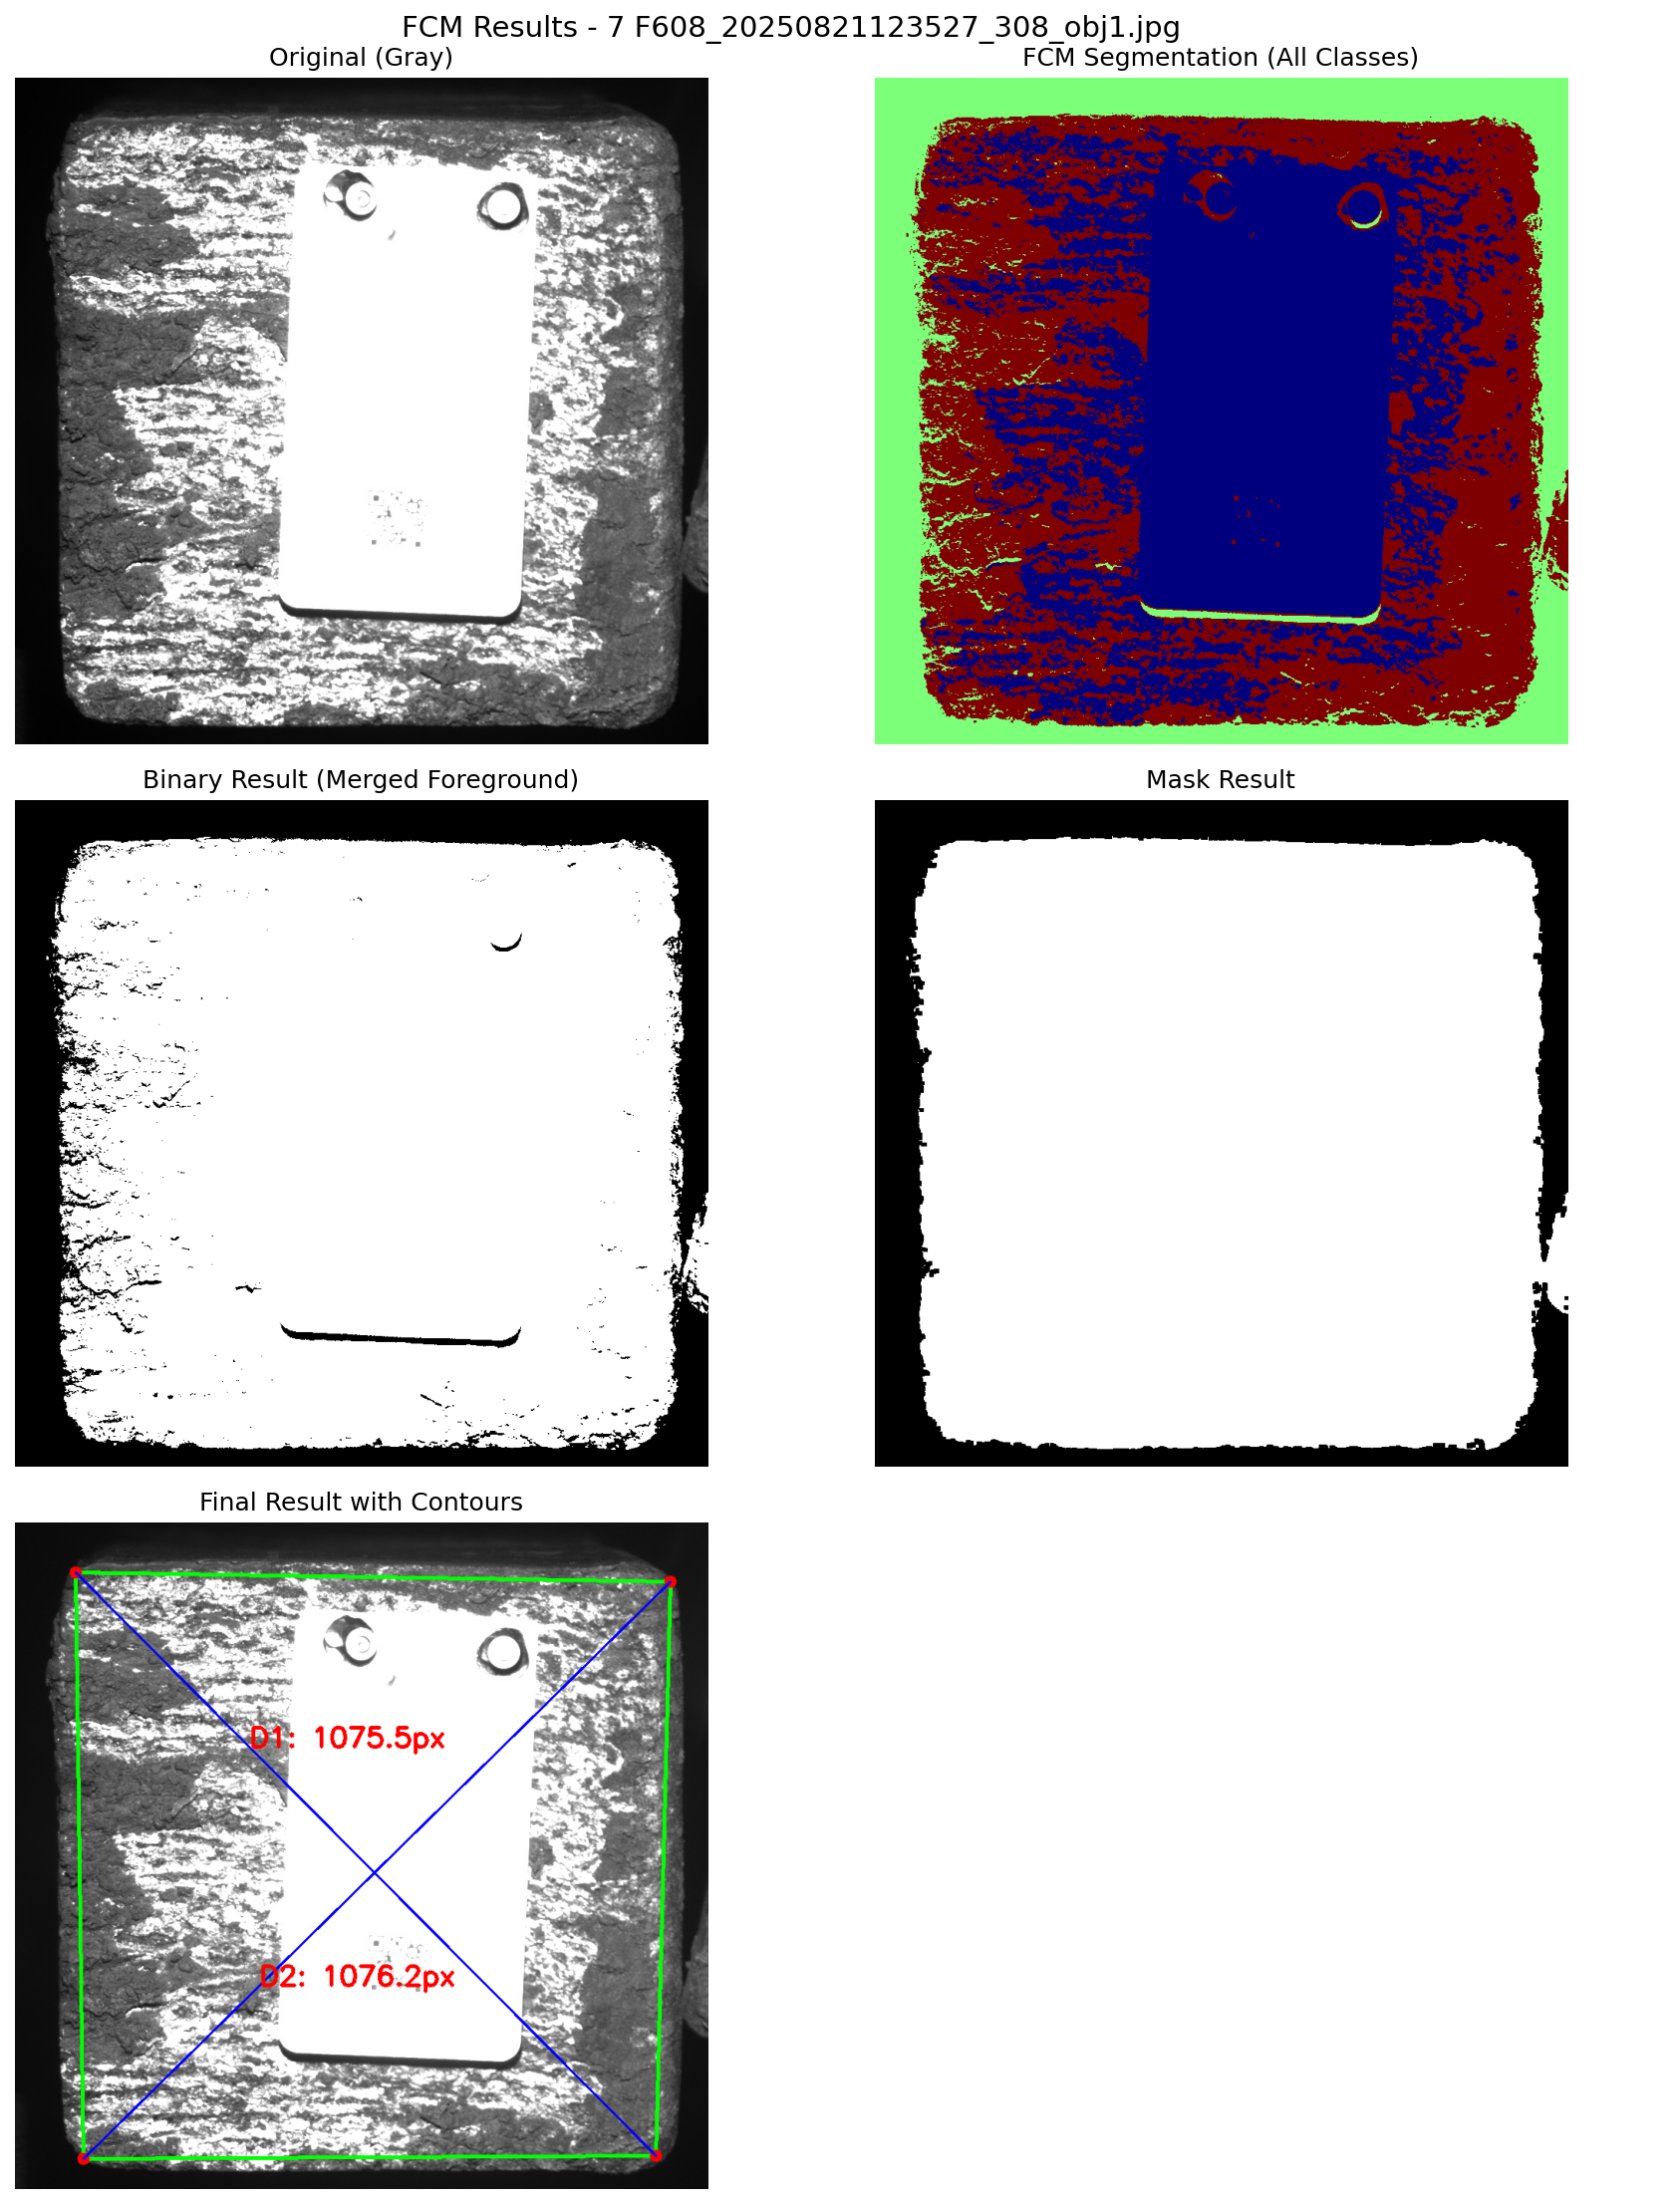 FCM Results - 7 F608_20250821123527_308_obj1.jpg
Original (Gray)
FCM Segmentation (All Classes)
Binary Result (Merged Foreground)
Mask Result
Final Result with Contours
D1: 1075.5px
D2: 1076.2px